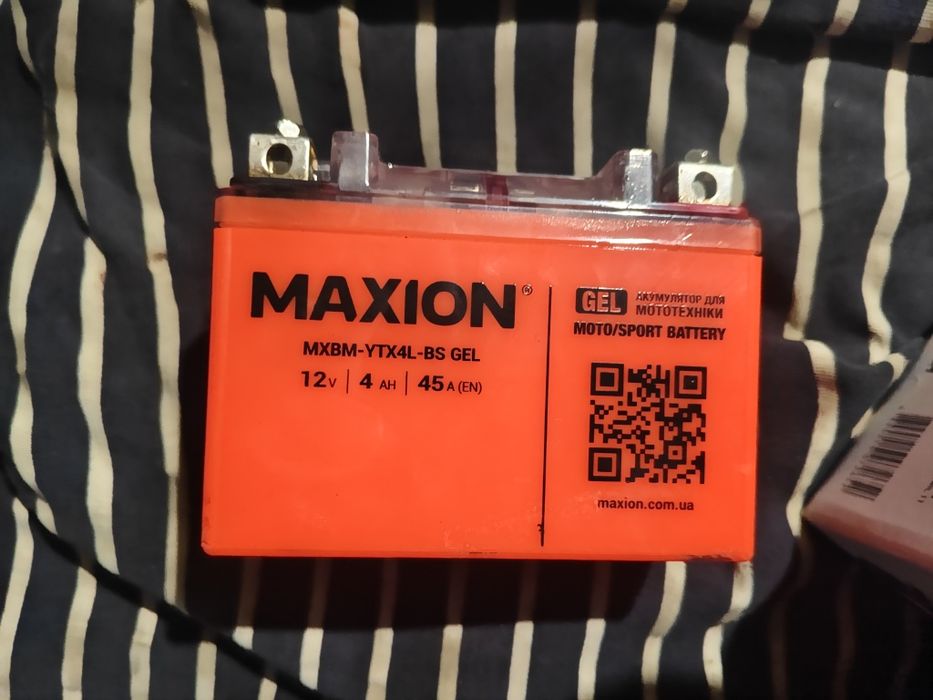 MAXION®
MXBM-YTX4L-BS GEL
12V | 4 AH | 45 A (EN)
GEL АКУМУЛЯТОР ДЛЯ
МОТОТЕХНІКИ
MOTO/SPORT BATTERY
maxion.com.ua